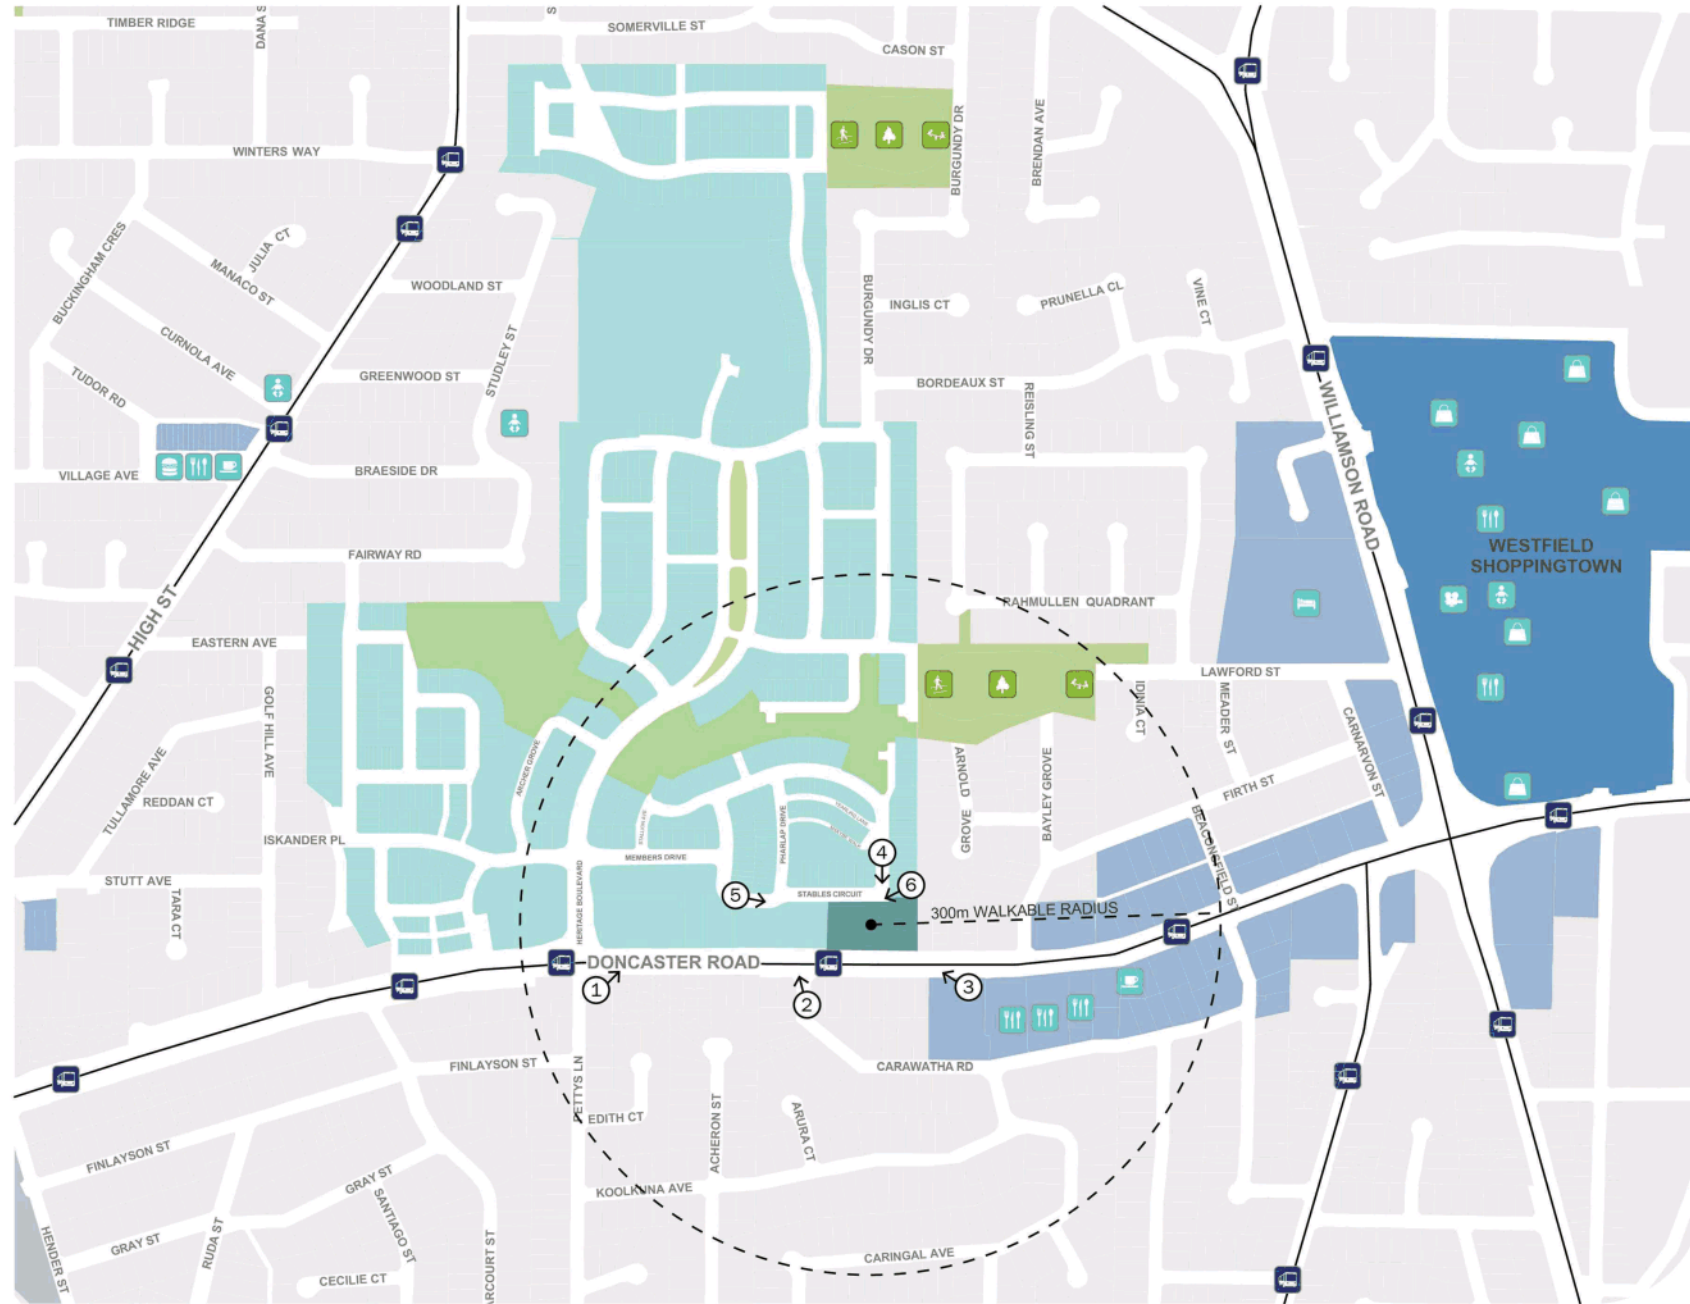 TIMBER RIDGE
DANA S
S
SOMERVILLE ST
CASON ST
WINTERS WAY
BURGUNDY DR
BRENDAN AVE
BUCKINGHAM CRES
JULIA CT
MANACO ST
WOODLAND ST
BURGUNDY DR
INGLIS CT
PRUNELLA CL
VINE CT
CURNOLA AVE
TUDOR RD
GREENWOOD ST
STUDLEY ST
BORDEAUX ST
REISLING ST
WILLIAMSON ROAD
VILLAGE AVE
BRAESIDE DR
FAIRWAY RD
WESTFIELD
SHOPPINGTOWN
HIGH ST
RAHMULLEN QUADRANT
EASTERN AVE
GOLF HILL AVE
LAWFORD ST
IDINIA CT
MEADER ST
CARNARVON ST
ARCHER GROVE
TULLAMORE AVE
REDDAN CT
ARNOLD
GROVE
BAYLEY GROVE
FIRTH ST
BEACONSFIELD ST
ISKANDER PL
PHARLAP DRIVE
MEMBERS DRIVE
4
STUTT AVE
TARA CT
HERITAGE BOULEVARD
5
STABLES CIRCUIT
6
300m WALKABLE RADIUS
DONCASTER ROAD
1
2
3
FINLAYSON ST
PETTYS LN
CARAWATHA RD
EDITH CT
ACHERON ST
ARURA CT
FINLAYSON ST
GRAY ST
SANTIAGO ST
KOOLKUNA AVE
HENDER ST
GRAY ST
RUDA ST
CECILIE CT
ARCOURT ST
CARINGAL AVE